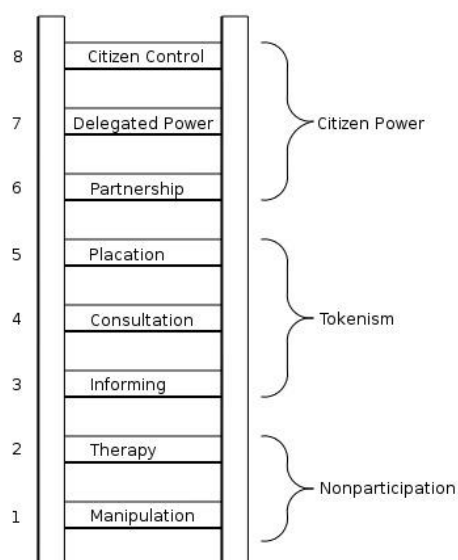 8 Citizen Control
7 Delegated Power Citizen Power
6 Partnership
5 Placation
4 Consultation Tokenism
3 Informing
2 Therapy
Nonparticipation
1 Manipulation